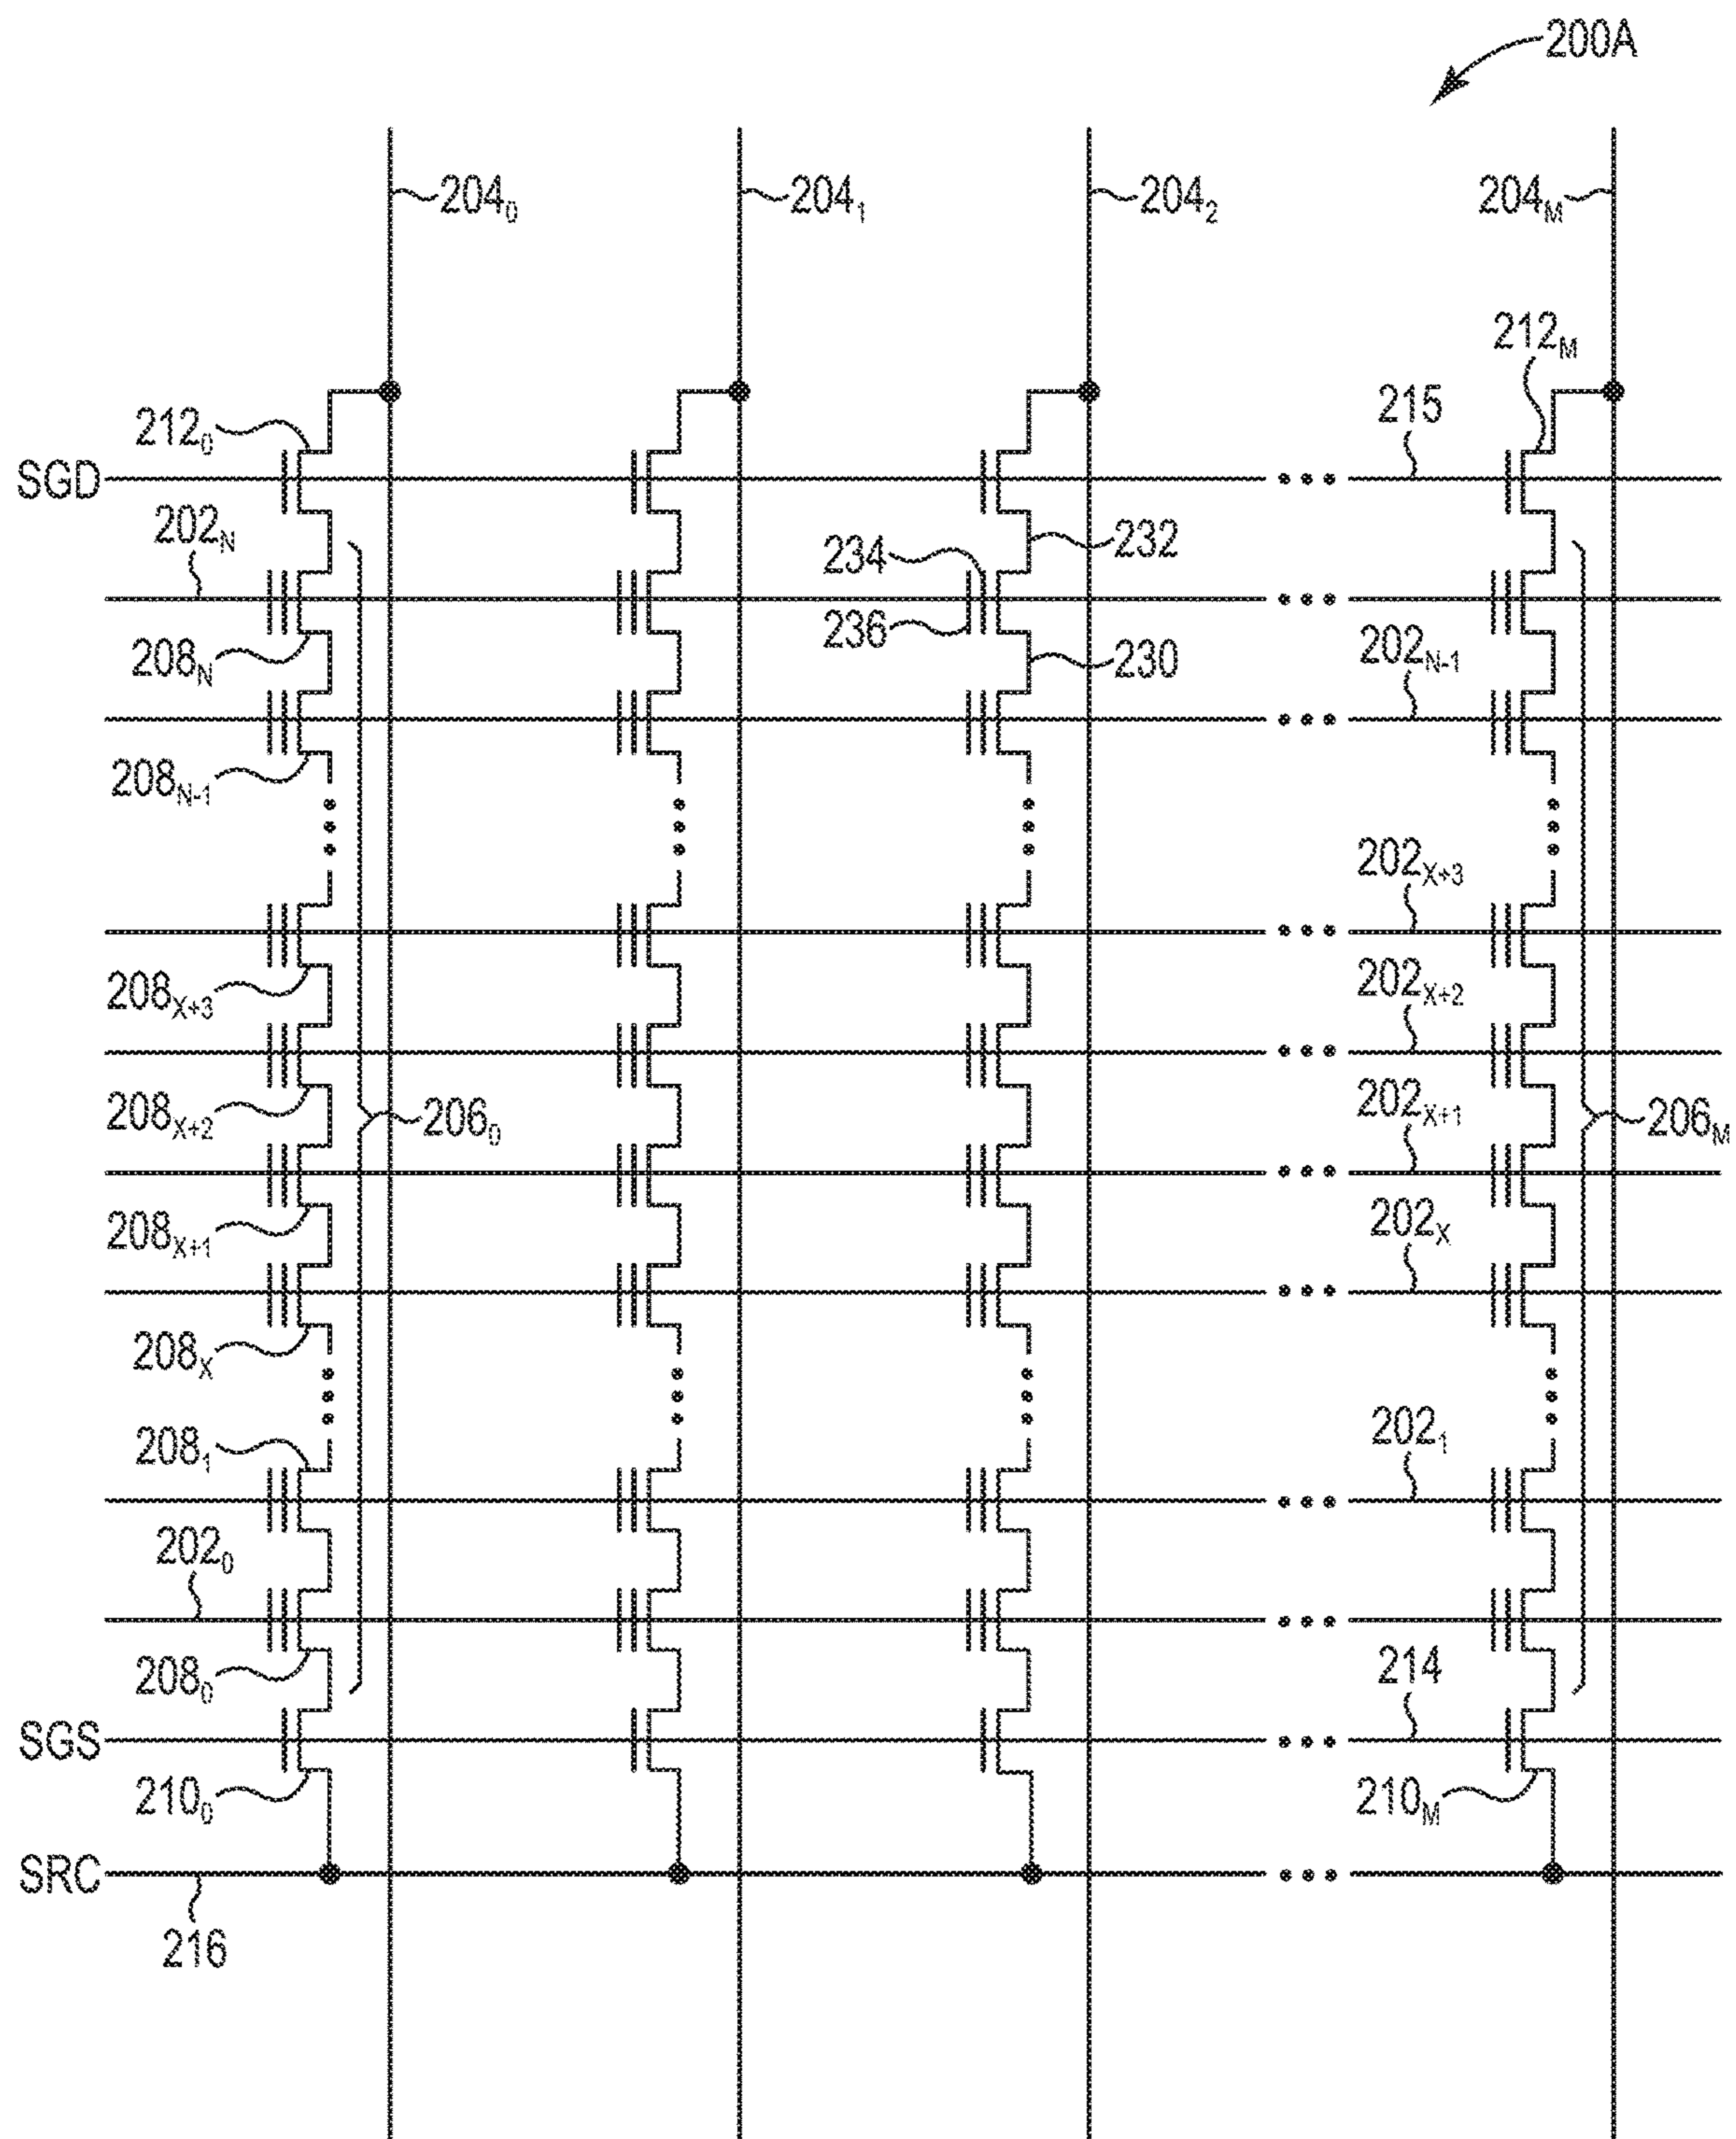 200A
204₀ 204₁ 204₂ 204M
212M
212₀ 215
SGD
202N 234 232
236
208N 230 202N-1
208N-1
202X+3
208X+3 202X+2
208X+2 206₀ 202X+1 206M
208X+1 202X
208X
208₁ 202₁
202₀
208₀ 214
SGS
210₀ 210M
SRC
216